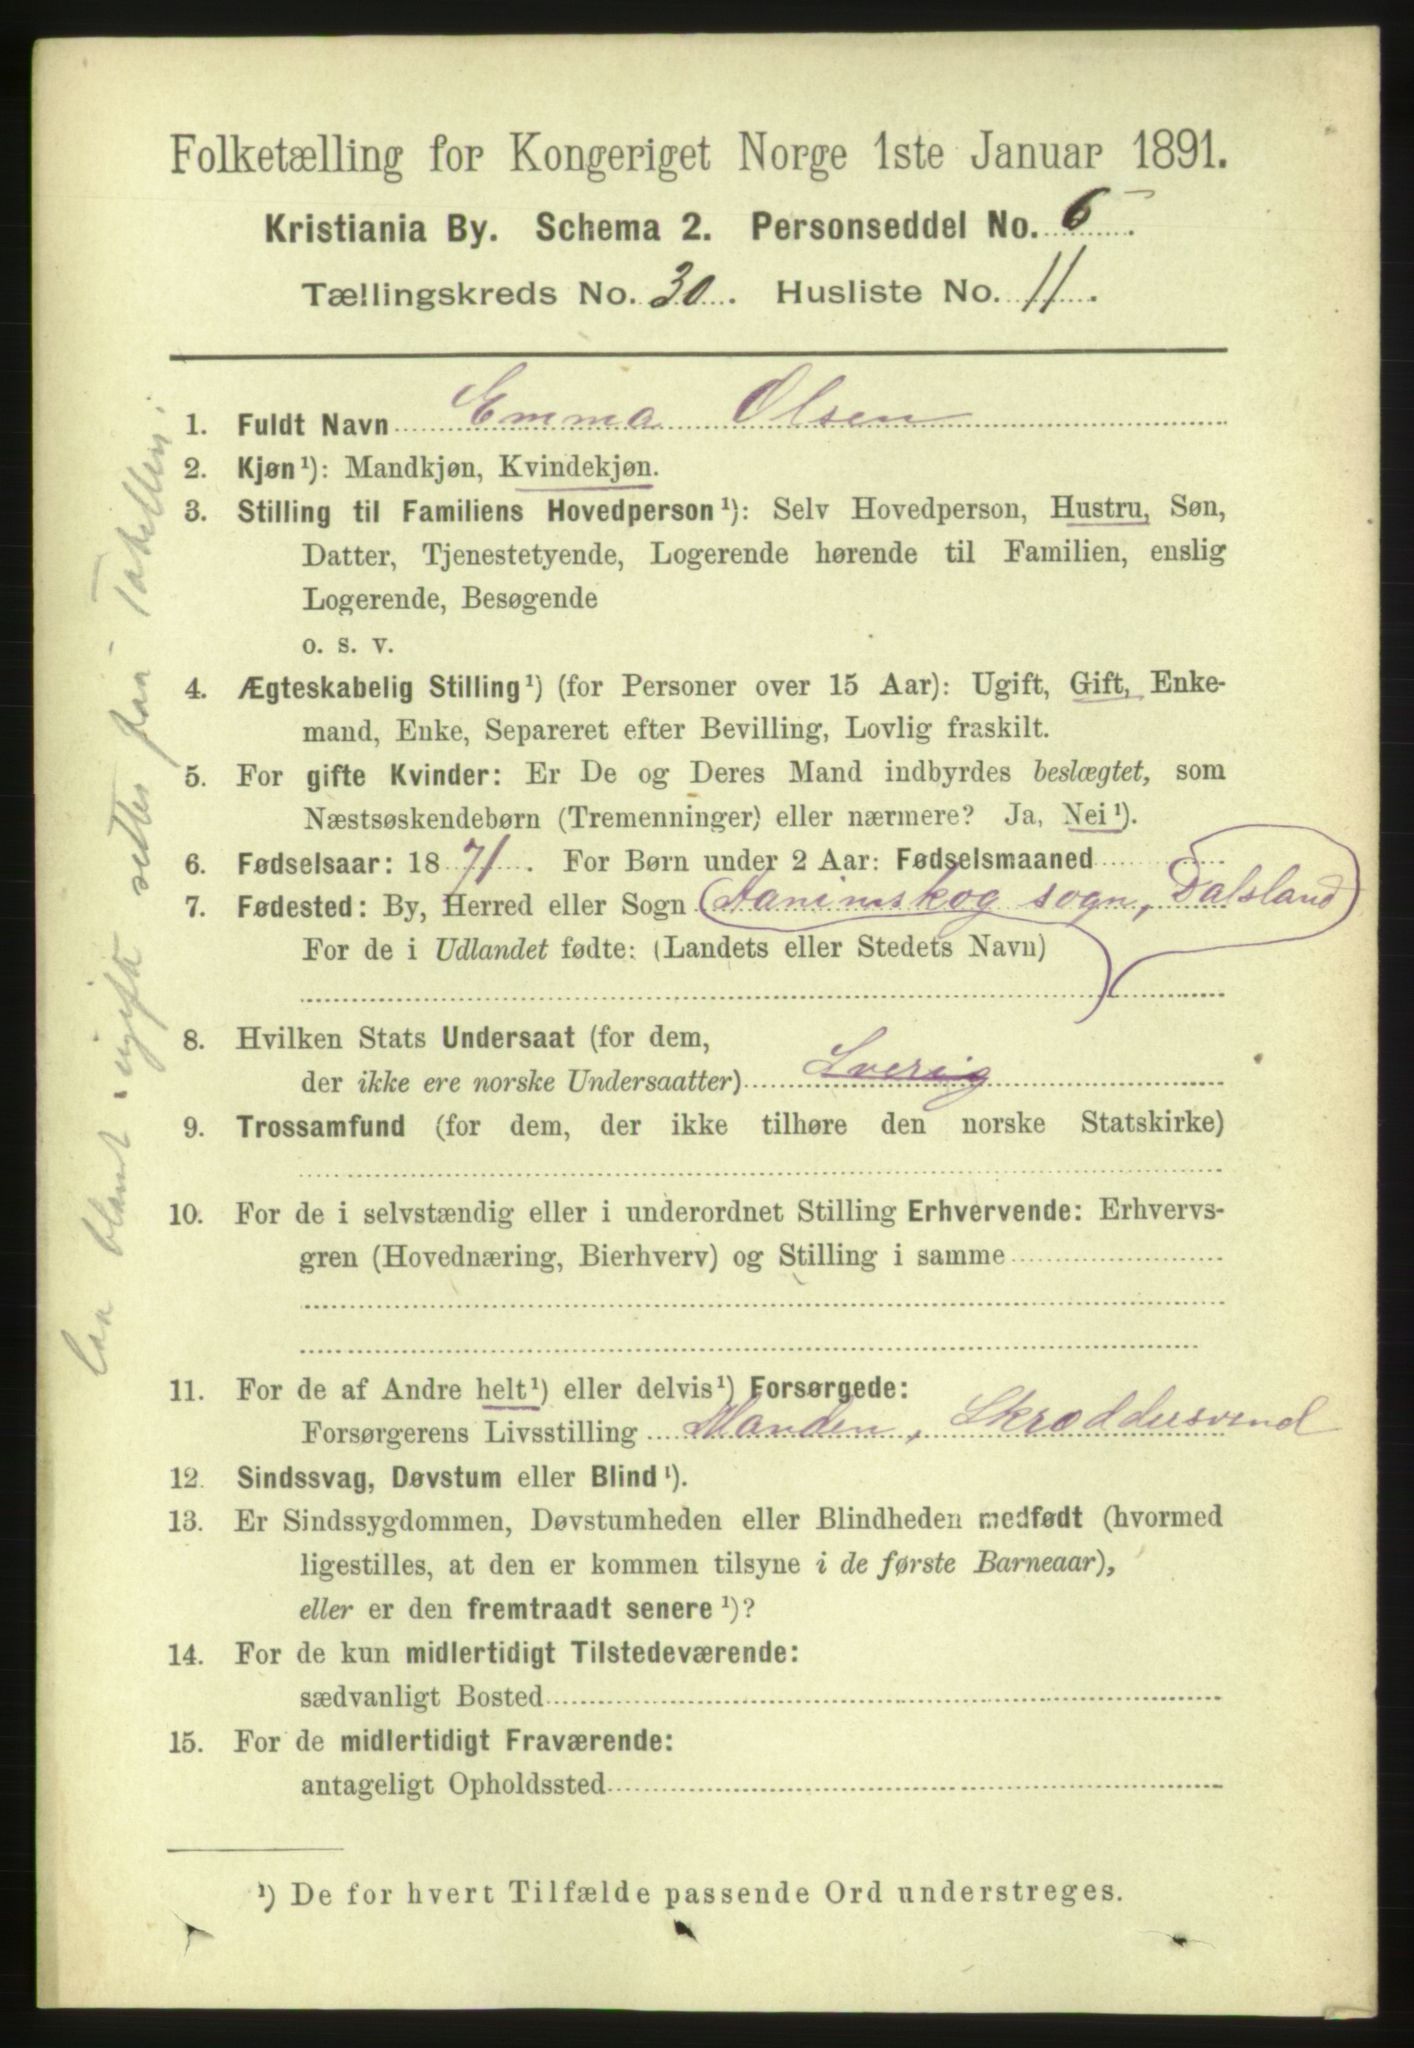 Folketælling for Kongeriget Norge 1ste Januar 1891.
Kristiania By. Schema 2. Personseddel No. 6.
Tællingskreds No. 30. Husliste No. 11.
1. Fuldt Navn Emma Olsen
2. Kjøn¹): Mandkjøn, Kvindekjøn.
3. Stilling til Familiens Hovedperson¹): Selv Hovedperson, Hustru, Søn,
Datter, Tjenestetyende, Logerende hørende til Familien, enslig
Logerende, Besøgende
o. s. v.
4. Ægteskabelig Stilling¹) (for Personer over 15 Aar): Ugift, Gift, Enke-
mand, Enke, Separeret efter Bevilling, Lovlig fraskilt.
5. For gifte Kvinder: Er De og Deres Mand indbyrdes beslægtet, som
Næstsøskendebørn (Tremenninger) eller nærmere? Ja, Nei¹).
6. Fødselsaar: 1871. For Børn under 2 Aar: Fødselsmaaned
7. Fødested: By, Herred eller Sogn Janimskog sogn, Dalsland
For de i Udlandet fødte: (Landets eller Stedets Navn)
8. Hvilken Stats Undersaat (for dem,
der ikke ere norske Undersaatter) Sverig
9. Trossamfund (for dem, der ikke tilhøre den norske Statskirke)
10. For de i selvstændig eller i underordnet Stilling Erhvervende: Erhvervs-
gren (Hovednæring, Bierhverv) og Stilling i samme
11. For de af Andre helt¹) eller delvis¹) Forsørgede:
Forsørgerens Livsstilling Manden, Skræddersvend
12. Sindssvag, Døvstum eller Blind¹).
13. Er Sindssygdommen, Døvstumheden eller Blindheden medfødt (hvormed
ligestilles, at den er kommen tilsyne i de første Barneaar),
eller er den fremtraadt senere¹)?
14. For de kun midlertidigt Tilstedeværende:
sædvanligt Bosted
15. For de midlertidigt Fraværende:
antageligt Opholdssted
¹) De for hvert Tilfælde passende Ord understreges.
blandt ugifte paa Tabellen